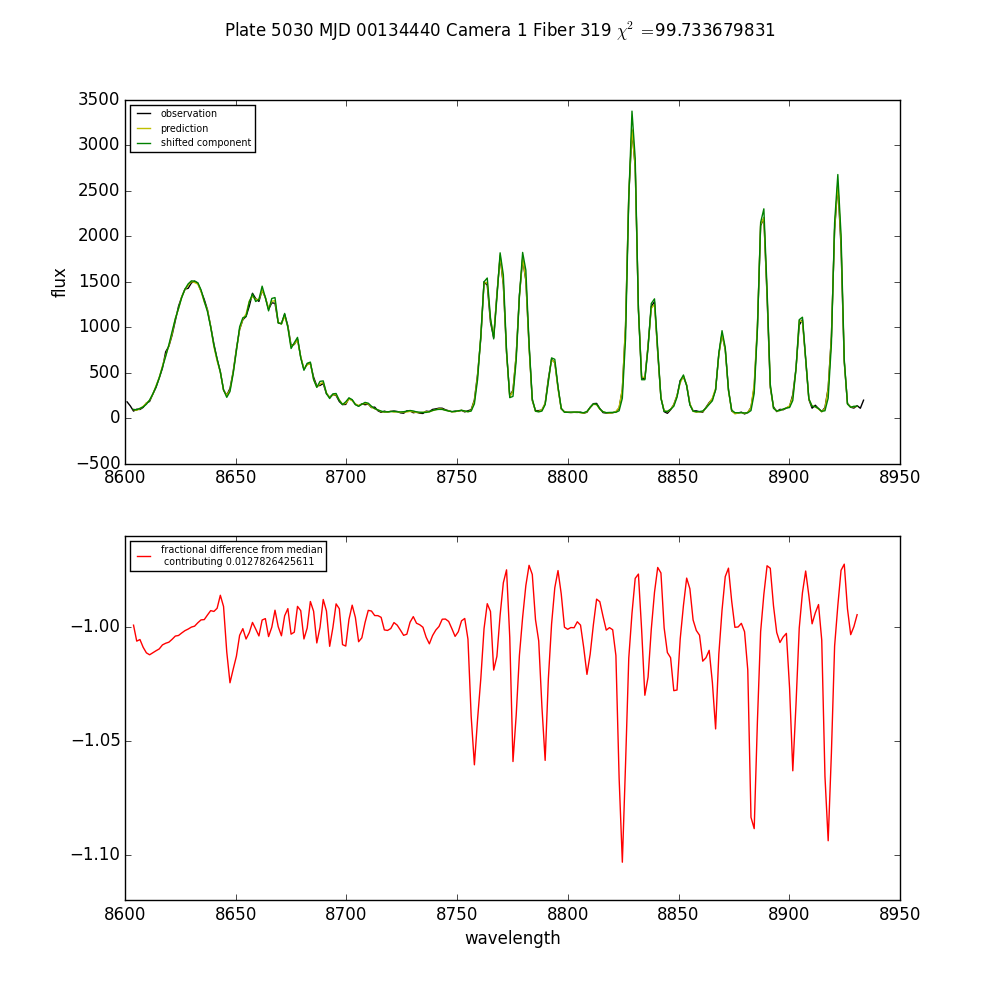 Plate 5030 MJD 00134440 Camera 1 Fiber 319 χ² =99.733679831
3500
3000
2500
2000
1500
1000
500
0
−500
flux
observation
prediction
shifted component
8600 8650 8700 8750 8800 8850 8900 8950
fractional difference from median
contributing 0.0127826425611
−1.00
−1.05
−1.10
8600 8650 8700 8750 8800 8850 8900 8950
wavelength